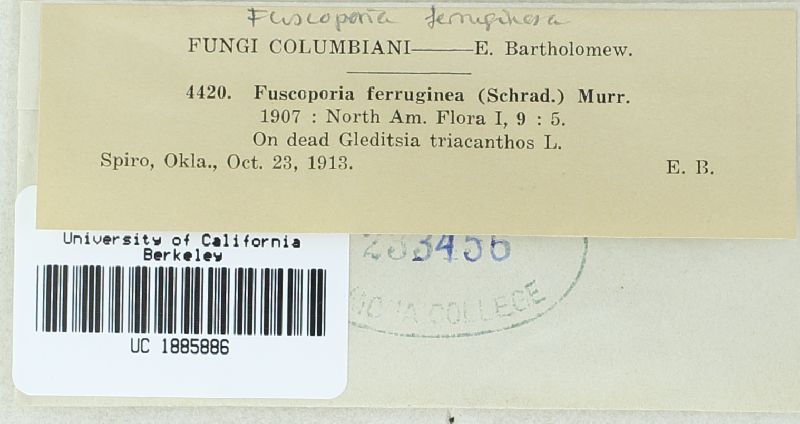 Fuscoporia ferruginosa
FUNGI COLUMBIANI——E. Bartholomew.
4420. Fuscoporia ferruginea (Schrad.) Murr.
1907 : North Am. Flora I, 9 : 5.
On dead Gleditsia triacanthos L.
Spiro, Okla., Oct. 23, 1913. E. B.
University of California
Berkeley
UC 1885886
COLLEGE